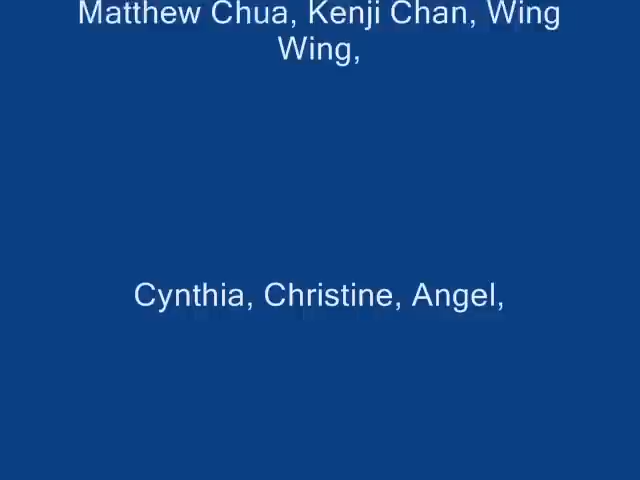 Matthew Chua, Kenji Chan, Wing
Wing,
Cynthia, Christine, Angel,